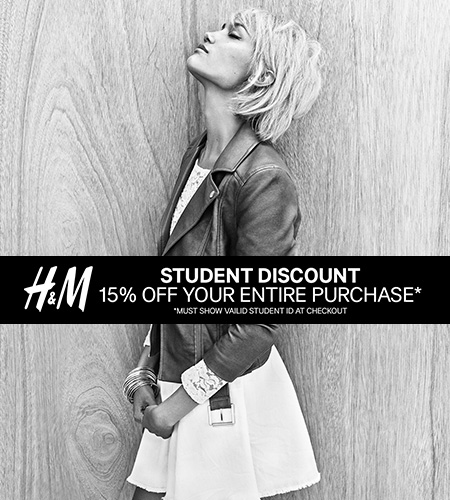 H&M
STUDENT DISCOUNT
15% OFF YOUR ENTIRE PURCHASE*
*MUST SHOW VAILID STUDENT ID AT CHECKOUT